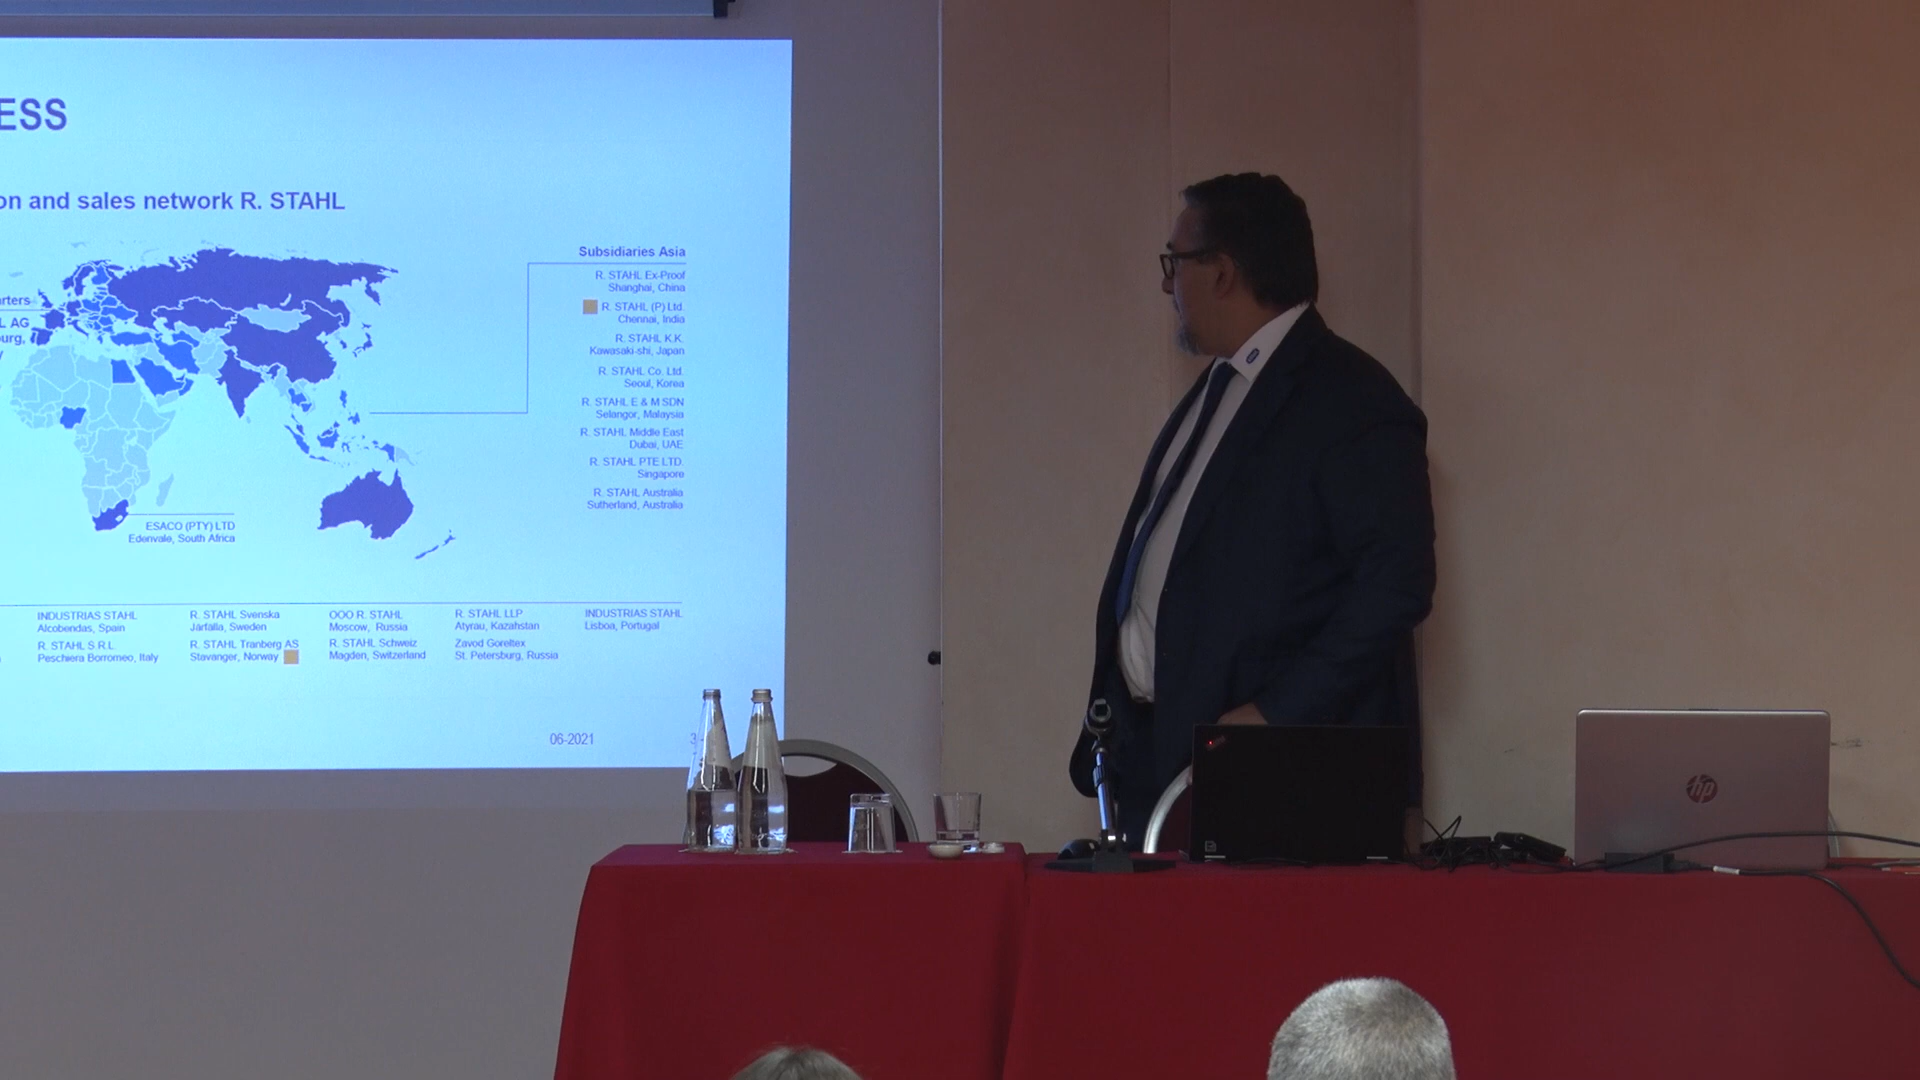 ESS
on and sales network R. STAHL
Subsidiaries Asia
R. STAHL Ex-Proof
Shanghai, China
R. STAHL (P) Ltd.
Chennai, India
R. STAHL K.K.
Kawasaki-shi, Japan
R. STAHL Co. Ltd.
Seoul, Korea
R. STAHL E & M SDN
Selangor, Malaysia
R. STAHL Middle East
Dubai, UAE
R. STAHL PTE LTD.
Singapore
R. STAHL Australia
Sutherland, Australia
arters
L AG
urg,
y
ESACO (PTY) LTD
Edenvale, South Africa
INDUSTRIAS STAHL
Alcobendas, Spain
R. STAHL S.R.L.
Peschiera Borromeo, Italy
R. STAHL Svenska
Järfälla, Sweden
R. STAHL Tranberg AS
Stavanger, Norway
OOO R. STAHL
Moscow, Russia
R. STAHL Schweiz
Magden, Switzerland
R. STAHL LLP
Atyrau, Kazahstan
Zavod Goreltex
St. Petersburg, Russia
INDUSTRIAS STAHL
Lisboa, Portugal
06-2021
3
hp